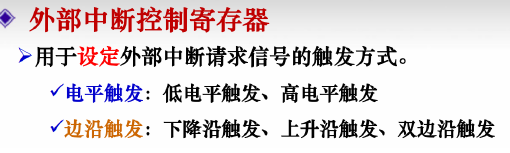 外部中断控制寄存器
用于设定外部中断请求信号的触发方式。
电平触发：低电平触发、高电平触发
边沿触发：下降沿触发、上升沿触发、双边沿触发